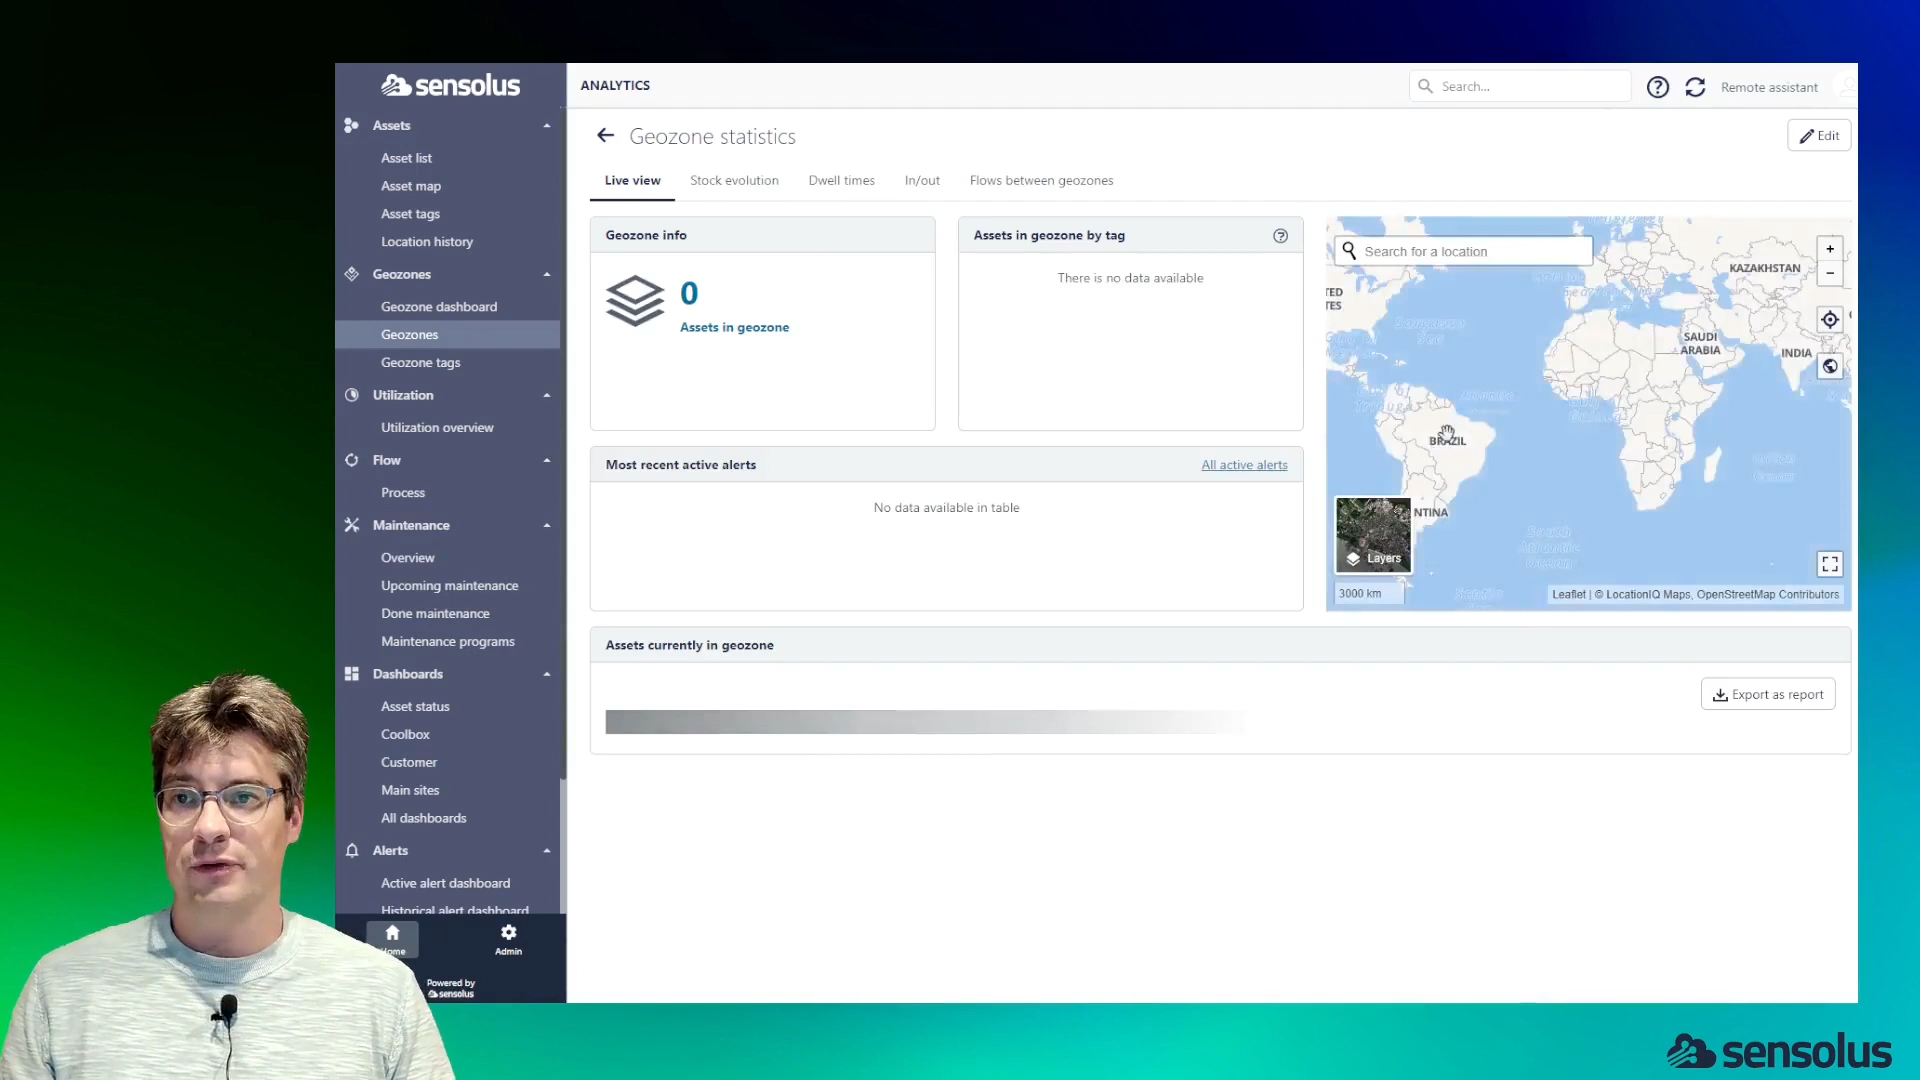 sensolus
ANALYTICS
Search...
Remote assistant
Assets
Asset list
Asset map
Asset tags
Location history
Geozones
Geozone dashboard
Geozones
Geozone tags
Utilization
Utilization overview
Flow
Process
Maintenance
Overview
Upcoming maintenance
Done maintenance
Maintenance programs
Dashboards
Asset status
Coolbox
Customer
Main sites
All dashboards
Alerts
Active alert dashboard
Historical alert dashboard
Home
Admin
Powered by
sensolus
Geozone statistics
Edit
Live view
Stock evolution
Dwell times
In/out
Flows between geozones
Geozone info
0
Assets in geozone
Assets in geozone by tag
There is no data available
Most recent active alerts
All active alerts
No data available in table
Search for a location
+
−
KAZAKHSTAN
SAUDI
ARABIA
INDIA
BRAZIL
NTINA
Layers
3000 km
Leaflet | © LocationIQ Maps, OpenStreetMap Contributors
Assets currently in geozone
Export as report
sensolus